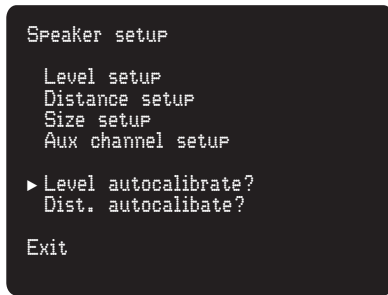 Speaker setup
Level setup
Distance setup
Size setup
Aux channel setup
▶ Level autocalibrate?
Dist. autocalibate?
Exit